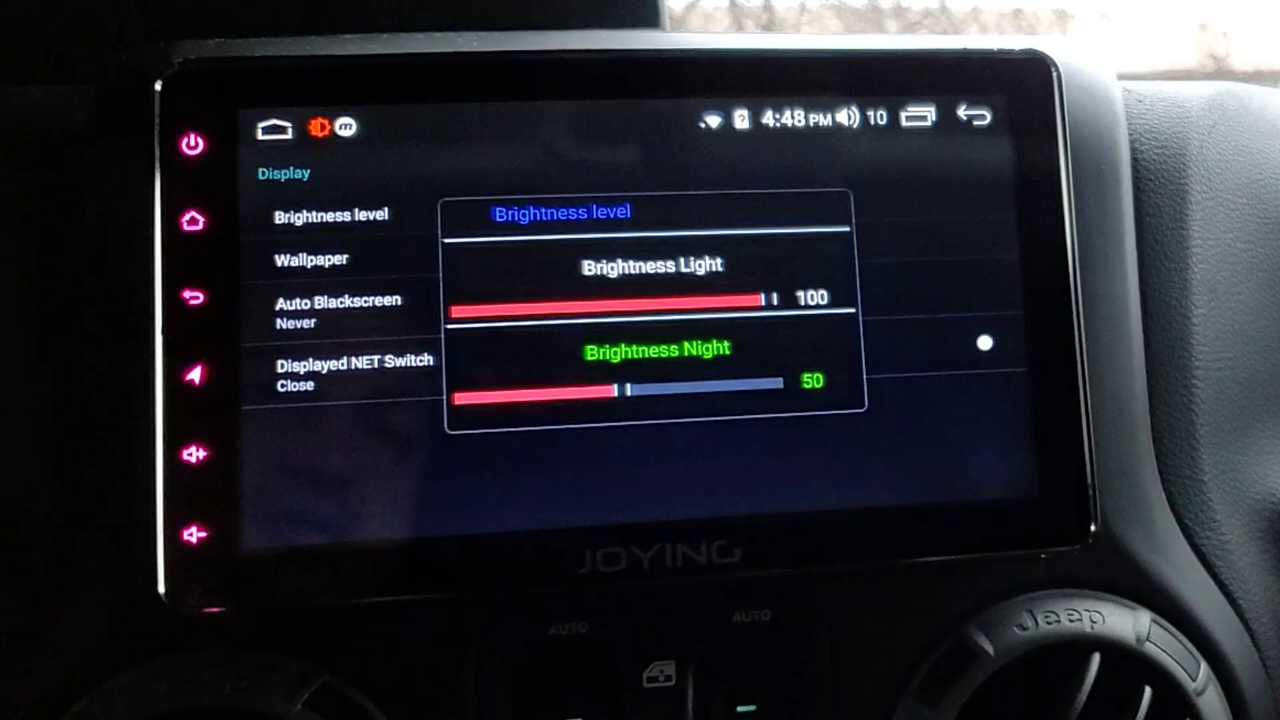 m
?
4:48 PM
10
Display
Brightness level
Wallpaper
Auto Blackscreen
Never
Displayed NET Switch
Close
Brightness level
Brightness Light
100
Brightness Night
50
JOYING
AUTO
AUTO
Jeep